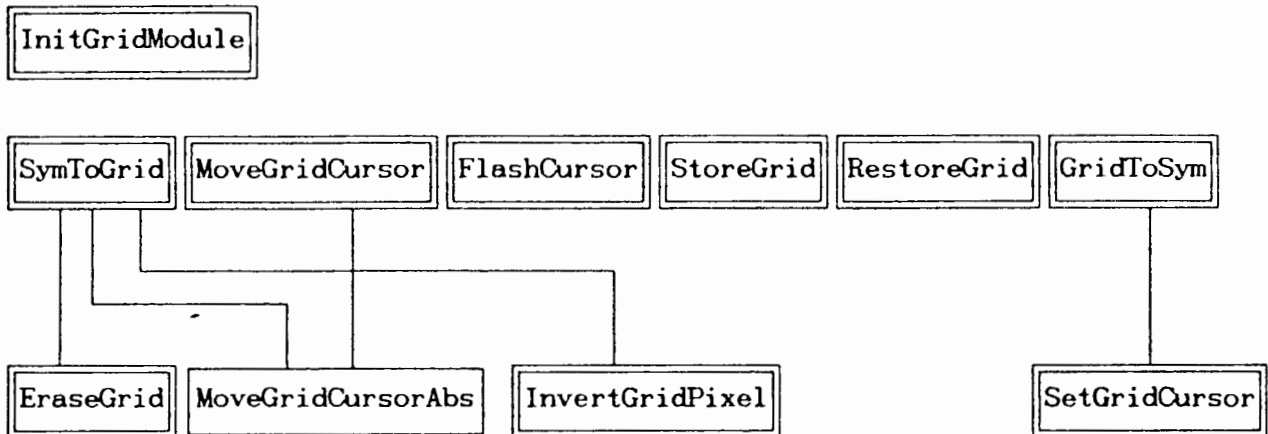 InitGridModule
SymToGrid MoveGridCursor FlashCursor StoreGrid RestoreGrid GridToSym
EraseGrid MoveGridCursorAbs InvertGridPixel SetGridCursor